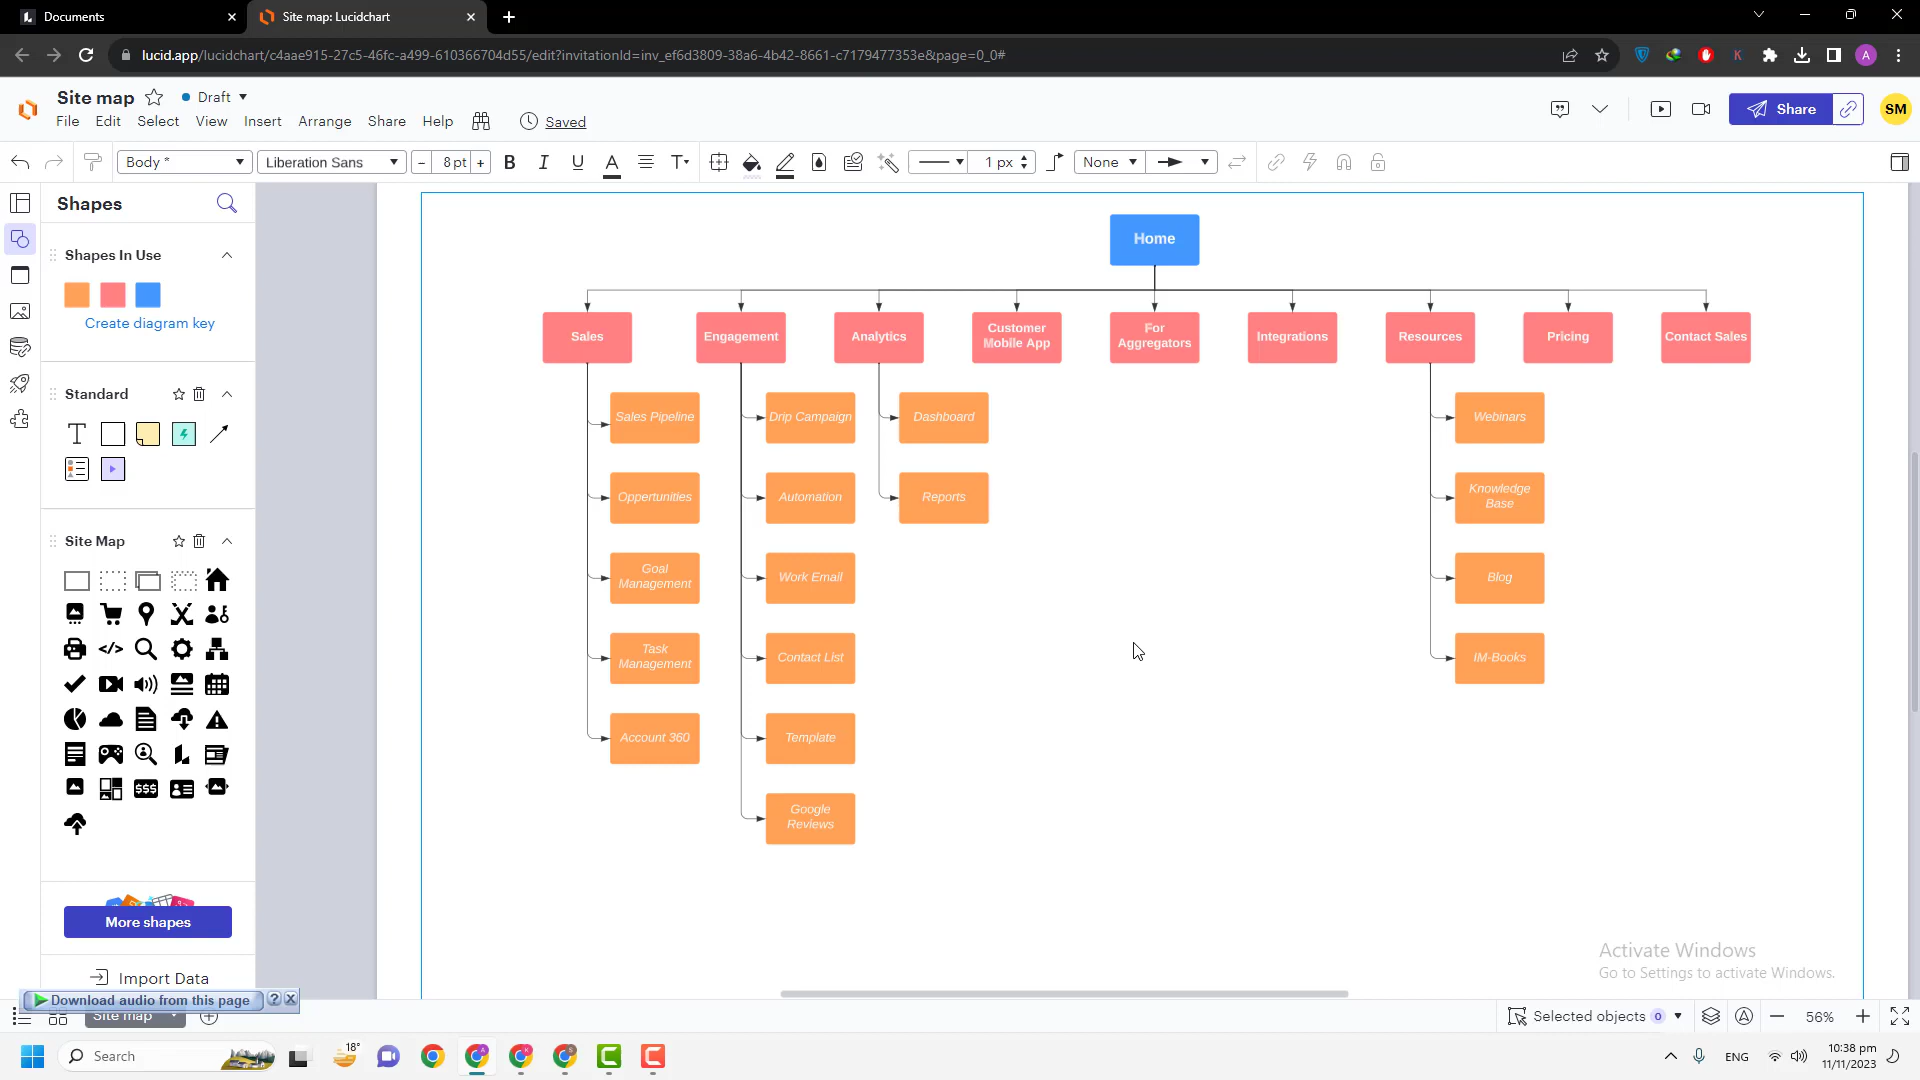 Documents
Site map: Lucidchart
lucid.app/lucidchart/c4aae915-27c5-46fc-a499-610366704d55/edit?invitationId=inv_ef6d3809-38a6-4b42-8661-c7179477353e&page=0_0#
K
A
Site map
Draft
Share
SM
File Edit Select View Insert Arrange Share Help
Saved
Body *
Liberation Sans
- 8 pt +
B I U A T
1 px
None
Shapes
Shapes In Use
Create diagram key
Standard
T
Site Map
$$$
More shapes
Import Data
Download audio from this page
?
Site map
Home
Sales
Engagement
Analytics
Customer
Mobile App
For
Aggregators
Integrations
Resources
Pricing
Contact Sales
Sales Pipeline
Oppertunities
Goal
Management
Task
Management
Account 360
Drip Campaign
Automation
Work Email
Contact List
Template
Google
Reviews
Dashboard
Reports
Webinars
Knowledge
Base
Blog
IM-Books
Activate Windows
Go to Settings to activate Windows.
Selected objects 0
56%
Search
18°
A
K
S
ENG
10:38 pm
11/11/2023